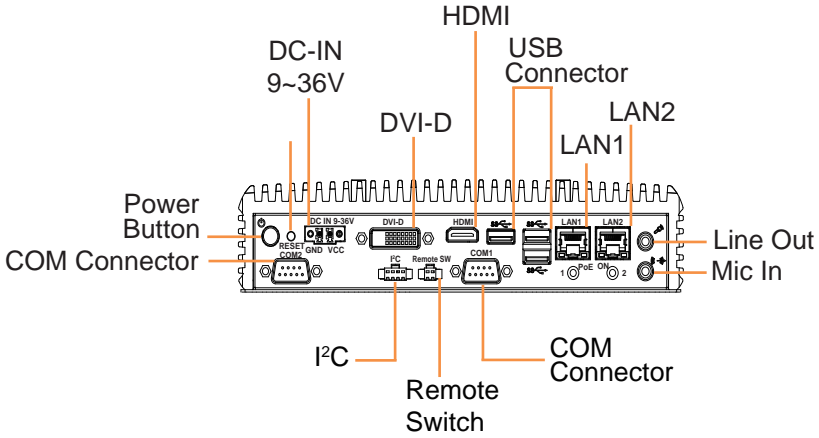 HDMI
DC-IN
9~36V
USB
Connector
DVI-D
LAN2
LAN1
Power
Button
COM Connector
DC IN 9-36V
DVI-D
HDMI
LAN1
LAN2
RESET
GND VCC
COM2
I²C
Remote SW
COM1
1
PoE ON
2
Line Out
Mic In
I²C
COM
Connector
Remote
Switch